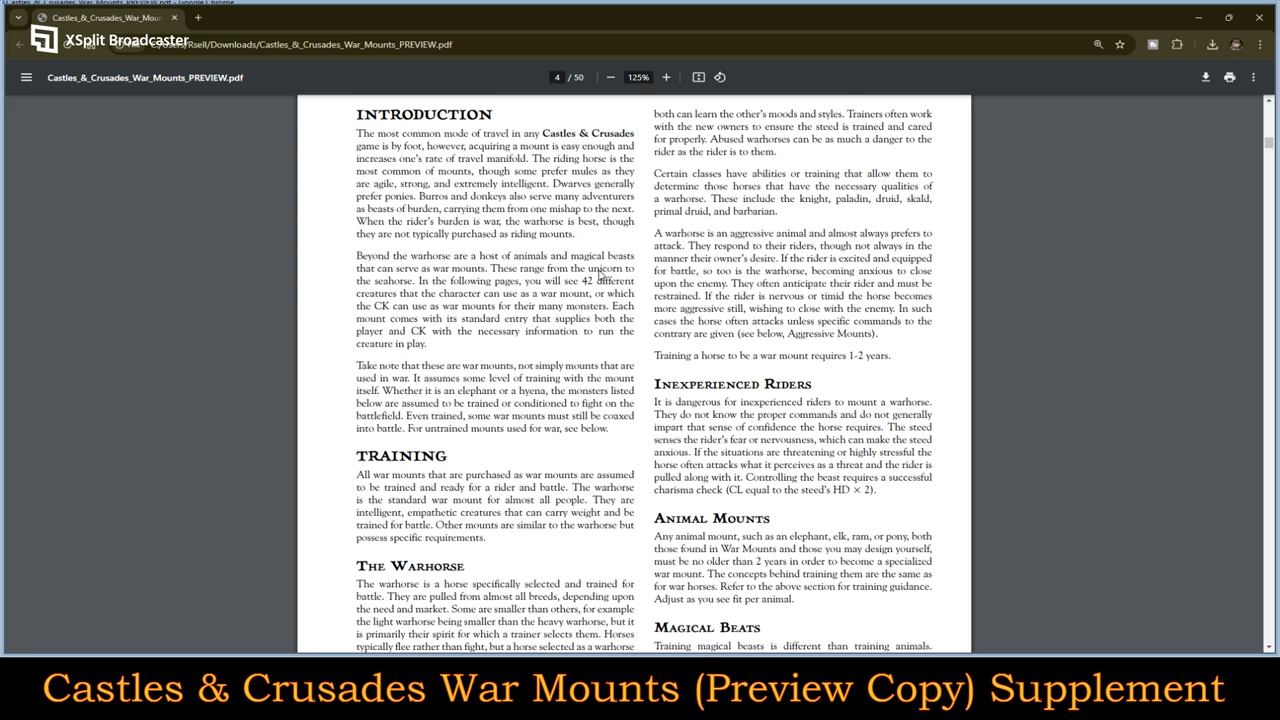 Castles_&_Crusades_War_Mou
XSplit Broadcaster
/Rsell/Downloads/Castles_&_Crusades_War_Mounts_PREVIEW.pdf
Castles_&_Crusades_War_Mounts_PREVIEW.pdf
4 / 50
125%
INTRODUCTION
The most common mode of travel in any Castles & Crusades
game is by foot, however, acquiring a mount is easy enough and
increases one's rate of travel manifold. The riding horse is the
most common of mounts, though some prefer mules as they
are agile, strong, and extremely intelligent. Dwarves generally
prefer ponies. Burros and donkeys also serve many adventurers
as beasts of burden, carrying them from one mishap to the next.
When the rider's burden is war, the warhorse is best, though
they are not typically purchased as riding mounts.
Beyond the warhorse are a host of animals and magical beasts
that can serve as war mounts. These range from the unicorn to
the seahorse. In the following pages, you will see 42 different
creatures that the character can use as a war mount, or which
the CK can use as war mounts for their many monsters. Each
mount comes with its standard entry that supplies both the
player and CK with the necessary information to run the
creature in play.
Take note that these are war mounts, not simply mounts that are
used in war. It assumes some level of training with the mount
itself. Whether it is an elephant or a hyena, the monsters listed
below are assumed to be trained or conditioned to fight on the
battlefield. Even trained, some war mounts must still be coaxed
into battle. For untrained mounts used for war, see below.
TRAINING
All war mounts that are purchased as war mounts are assumed
to be trained and ready for a rider and battle. The warhorse
is the standard war mount for almost all people. They are
intelligent, empathetic creatures that can carry weight and be
trained for battle. Other mounts are similar to the warhorse but
possess specific requirements.
THE WARHORSE
The warhorse is a horse specifically selected and trained for
battle. They are pulled from almost all breeds, depending upon
the need and market. Some are smaller than others, for example
the light warhorse being smaller than the heavy warhorse, but it
is primarily their spirit for which a trainer selects them. Horses
typically flee rather than fight, but a horse selected as a warhorse
both can learn the other's moods and styles. Trainers often work
with the new owners to ensure the steed is trained and cared
for properly. Abused warhorses can be as much a danger to the
rider as the rider is to them.
Certain classes have abilities or training that allow them to
determine those horses that have the necessary qualities of
a warhorse. These include the knight, paladin, druid, skald,
primal druid, and barbarian.
A warhorse is an aggressive animal and almost always prefers to
attack. They respond to their riders, though not always in the
manner their owner's desire. If the rider is excited and equipped
for battle, so too is the warhorse, becoming anxious to close
upon the enemy. They often anticipate their rider and must be
restrained. If the rider is nervous or timid the horse becomes
more aggressive still, wishing to close with the enemy. In such
cases the horse often attacks unless specific commands to the
contrary are given (see below, Aggressive Mounts).
Training a horse to be a war mount requires 1-2 years.
INEXPERIENCED RIDERS
It is dangerous for inexperienced riders to mount a warhorse.
They do not know the proper commands and do not generally
impart that sense of confidence the horse requires. The steed
senses the rider's fear or nervousness, which can make the steed
anxious. If the situations are threatening or highly stressful the
horse often attacks what it perceives as a threat and the rider is
pulled along with it. Controlling the beast requires a successful
charisma check (CL equal to the steed's HD × 2).
ANIMAL MOUNTS
Any animal mount, such as an elephant, elk, ram, or pony, both
those found in War Mounts and those you may design yourself,
must be no older than 2 years in order to become a specialized
war mount. The concepts behind training them are the same as
for war horses. Refer to the above section for training guidance.
Adjust as you see fit per animal.
MAGICAL BEATS
Training magical beasts is different than training animals.
Castles & Crusades War Mounts (Preview Copy) Supplement